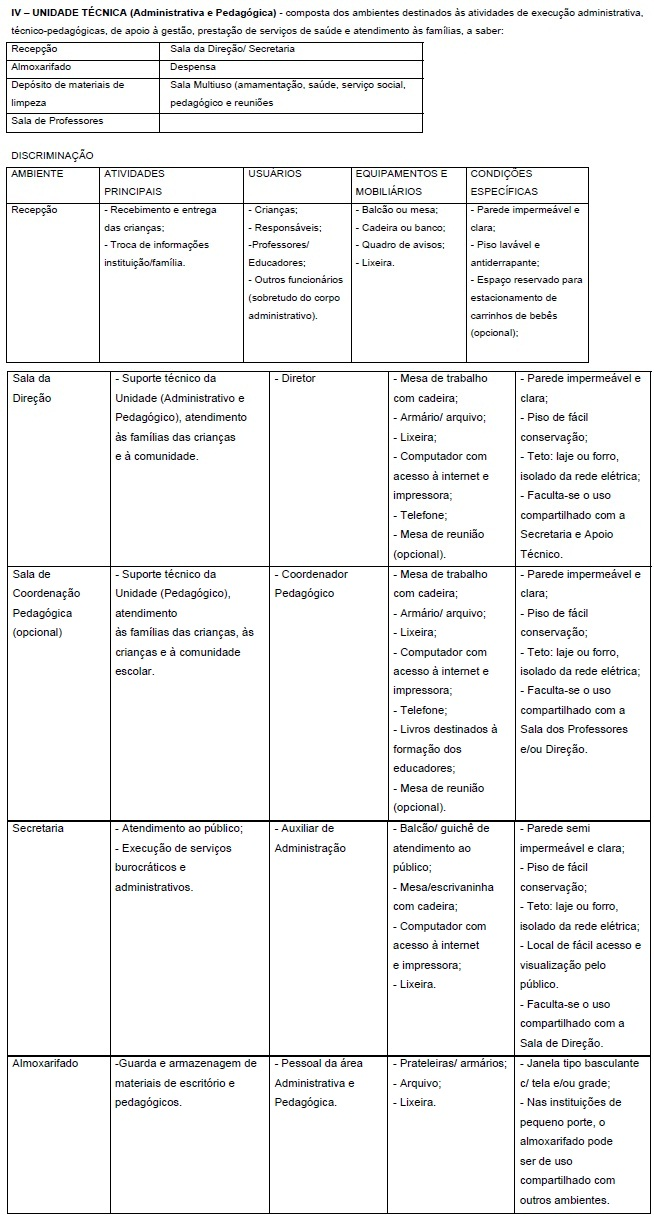 IV – UNIDADE TÉCNICA (Administrativa e Pedagógica) - composta dos ambientes destinados às atividades de execução administrativa,
técnico-pedagógicas, de apoio à gestão, prestação de serviços de saúde e atendimento às famílias, a saber:
Recepção
Sala da Direção/ Secretaria
Almoxarifado
Despensa
Depósito de materiais de
limpeza
Sala Multiuso (amamentação, saúde, serviço social,
pedagógico e reuniões
Sala de Professores
DISCRIMINAÇÃO
AMBIENTE
ATIVIDADES
PRINCIPAIS
USUÁRIOS
EQUIPAMENTOS E
MOBILIÁRIOS
CONDIÇÕES
ESPECÍFICAS
Recepção
- Recebimento e entrega
das crianças;
- Troca de informações
instituição/família.
- Crianças;
- Responsáveis;
-Professores/
Educadores;
- Outros funcionários
(sobretudo do corpo
administrativo).
- Balcão ou mesa;
- Cadeira ou banco;
- Quadro de avisos;
- Lixeira.
- Parede impermeável e
clara;
- Piso lavável e
antiderrapante;
- Espaço reservado para
estacionamento de
carrinhos de bebês
(opcional);
Sala da
Direção
- Suporte técnico da
Unidade (Administrativo e
Pedagógico), atendimento
às famílias das crianças
e à comunidade.
- Diretor
- Mesa de trabalho
com cadeira;
- Armário/ arquivo;
- Lixeira;
- Computador com
acesso à internet e
impressora;
- Telefone;
- Mesa de reunião
(opcional).
- Parede impermeável e
clara;
- Piso de fácil
conservação;
- Teto: laje ou forro,
isolado da rede elétrica;
- Faculta-se o uso
compartilhado com a
Secretaria e Apoio
Técnico.
Sala de
Coordenação
Pedagógica
(opcional)
- Suporte técnico da
Unidade (Pedagógico),
atendimento
às famílias das crianças, às
crianças e à comunidade
escolar.
- Coordenador
Pedagógico
- Mesa de trabalho
com cadeira;
- Armário/ arquivo;
- Lixeira;
- Computador com
acesso à internet e
impressora;
- Telefone;
- Livros destinados à
formação dos
educadores;
- Mesa de reunião
(opcional).
- Parede impermeável e
clara;
- Piso de fácil
conservação;
- Teto: laje ou forro,
isolado da rede elétrica;
- Faculta-se o uso
compartilhado com a
Sala dos Professores
e/ou Direção.
Secretaria
- Atendimento ao público;
- Execução de serviços
burocráticos e
administrativos.
- Auxiliar de
Administração
- Balcão/ guichê de
atendimento ao
público;
- Mesa/escrivaninha
com cadeira;
- Computador com
acesso à internet
e impressora;
- Lixeira.
- Parede semi
impermeável e clara;
- Piso de fácil
conservação;
- Teto: laje ou forro,
isolado da rede elétrica;
- Local de fácil acesso e
visualização pelo
público.
- Faculta-se o uso
compartilhado com a
Sala de Direção.
Almoxarifado
-Guarda e armazenagem de
materiais de escritório e
pedagógicos.
- Pessoal da área
Administrativa e
Pedagógica.
- Prateleiras/ armários;
- Arquivo;
- Lixeira.
- Janela tipo basculante
c/ tela e/ou grade;
- Nas instituições de
pequeno porte, o
almoxarifado pode
ser de uso
compartilhado com
outros ambientes.